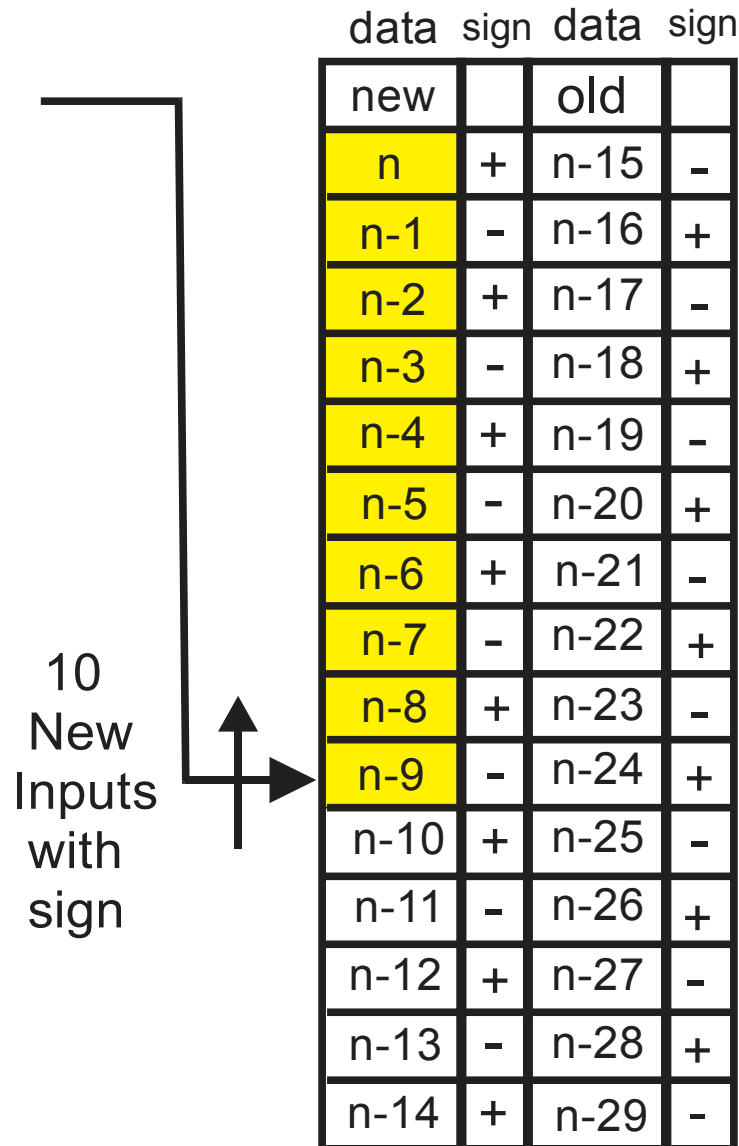 data sign data sign
new old
n + n-15 -
n-1 - n-16 +
n-2 + n-17 -
n-3 - n-18 +
n-4 + n-19 -
n-5 - n-20 +
n-6 + n-21 -
n-7 - n-22 +
n-8 + n-23 -
n-9 - n-24 +
n-10 + n-25 -
n-11 - n-26 +
n-12 + n-27 -
n-13 - n-28 +
n-14 + n-29 -
10
New
Inputs
with
sign